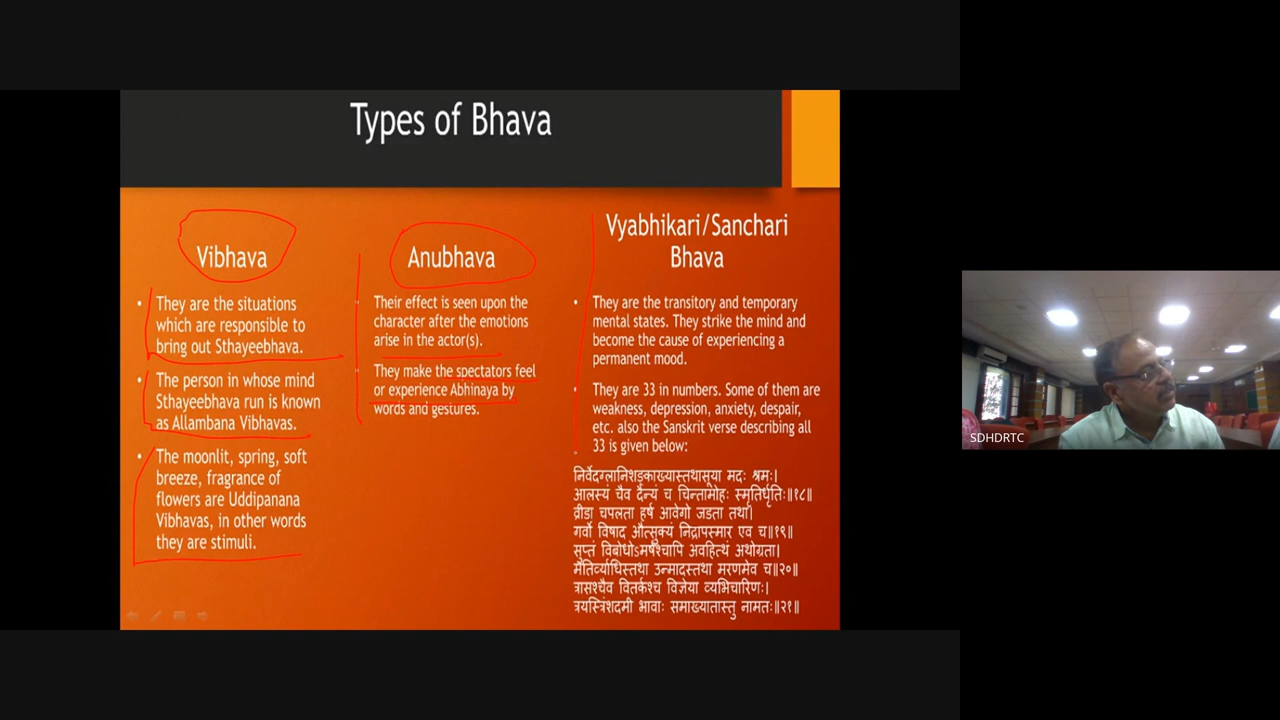 Types of Bhava
Vibhava
• They are the situations
which are responsible to
bring out Sthayeebhava.
• The person in whose mind
Sthayeebhava run is known
as Allambana Vibhavas.
• The moonlit, spring, soft
breeze, fragrance of
flowers are Uddipanana
Vibhavas, in other words
they are stimuli.
Anubhava
• Their effect is seen upon the
character after the emotions
arise in the actor(s).
• They make the spectators feel
or experience Abhinaya by
words and gestures.
Vyabhikari/Sanchari
Bhava
• They are the transitory and temporary
mental states. They strike the mind and
become the cause of experiencing a
permanent mood.
• They are 33 in numbers. Some of them are
weakness, depression, anxiety, despair,
etc. also the Sanskrit verse describing all
33 is given below:
निर्वेदग्लानिशङ्काख्यास्तथासूया मदः श्रमः।
आलस्यं चैव दैन्यं च चिन्तामोहः स्मृतिर्धृतिः॥१८॥
व्रीडा चपलता हर्ष आवेगो जडता तथा।
गर्वो विषाद औत्सुक्यं निद्रापस्मार एव च॥१९॥
सुप्तं विबोधोऽमर्षश्चापि अवहित्थं अथोग्रता।
मतिर्व्याधिस्तथा उन्मादस्तथा मरणमेव च॥२०॥
त्रासश्चैव वितर्कश्च विज्ञेया व्यभिचारिणः।
त्रयस्त्रिंशदमी भावाः समाख्यातास्तु नामतः॥२१॥
SDHDRTC